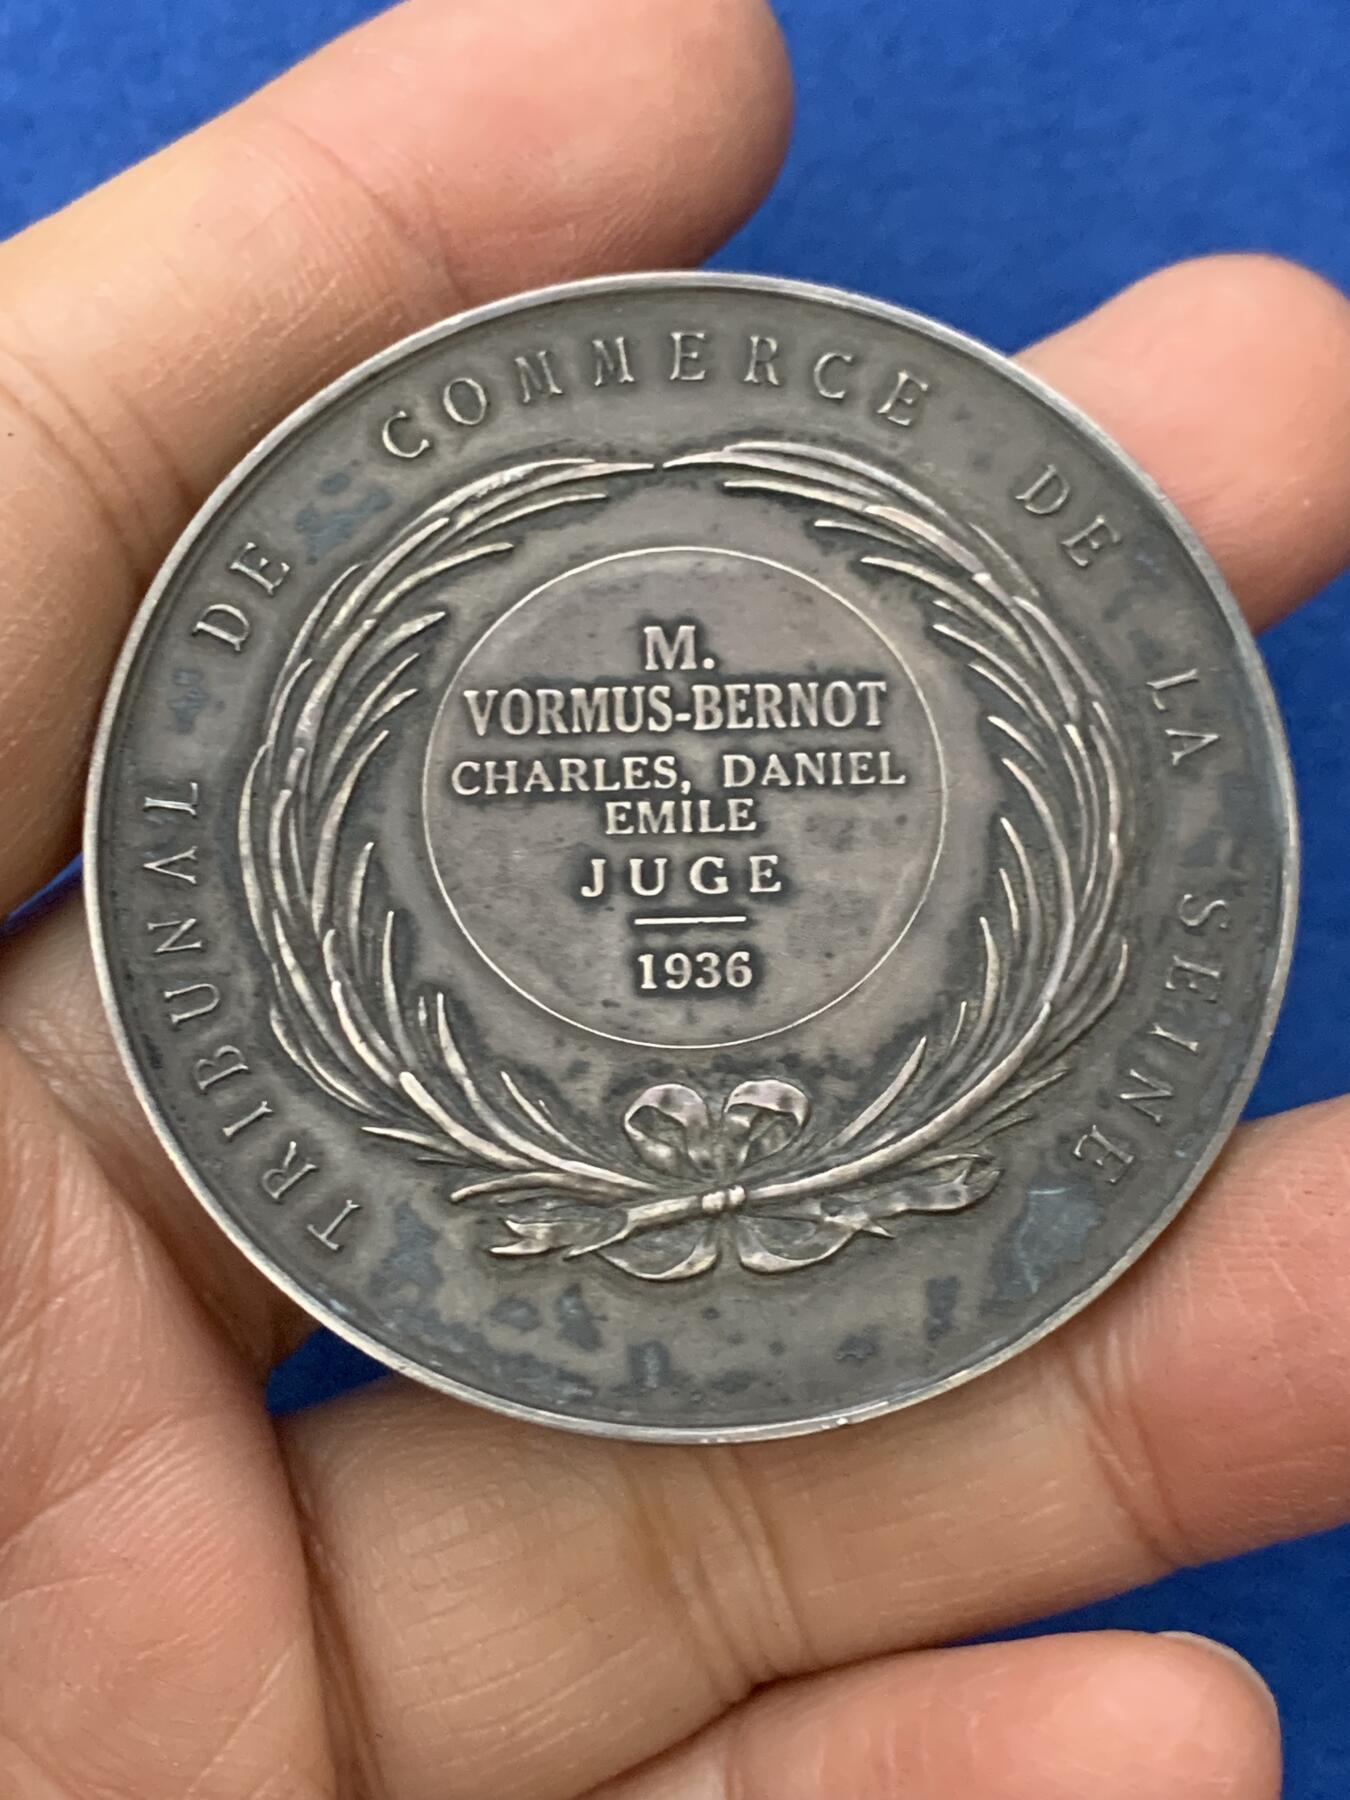 TRIBUNAL DE COMMERCE DE LA SEINE
M.
VORMUS-BERNOT
CHARLES, DANIEL
EMILE
JUGE
1936